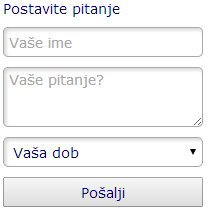 Postavite pitanje
Vaše ime
Vaše pitanje?
Vaša dob
Pošalji